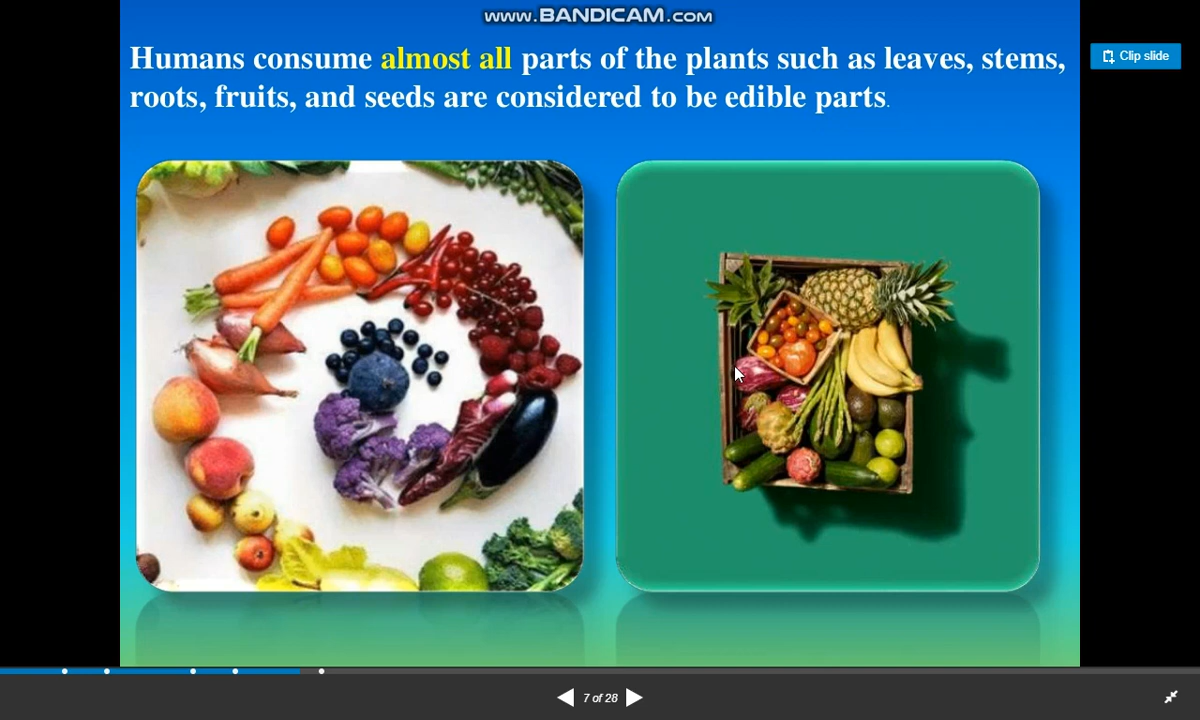 www.BANDICAM.com
Humans consume almost all parts of the plants such as leaves, stems,
roots, fruits, and seeds are considered to be edible parts.
Clip slide
7 of 28